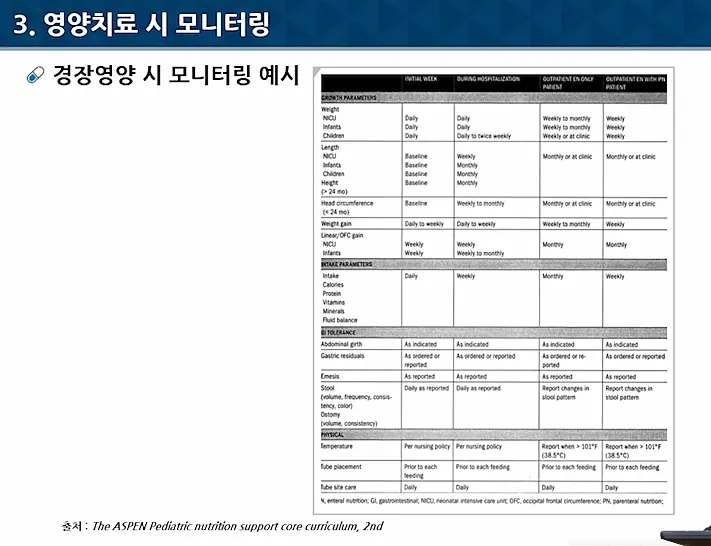 3. 영양치료 시 모니터링
경장영양 시 모니터링 예시
INITIAL WEEK DURING HOSPITALIZATION OUTPATIENT EN ONLY PATIENT OUTPATIENT EN WITH PN PATIENT
GROWTH PARAMETERS
Weight
NICU Daily Daily Weekly to monthly Weekly
Infants Daily Daily Weekly to monthly Weekly
Children Daily Daily to twice weekly Weekly or at clinic Weekly
Length
NICU Baseline Weekly Monthly or at clinic Monthly or at clinic
Infants Baseline Monthly
Children Baseline Monthly
Height Baseline Monthly
(> 24 mo)
Head circumference Baseline Weekly to monthly Monthly or at clinic Monthly or at clinic
(< 24 mo)
Weight gain Daily to weekly Daily to weekly Weekly to monthly Weekly
Linear/OFC gain
NICU Weekly Weekly Monthly Monthly
Infants Weekly Weekly to monthly
INTAKE PARAMETERS
Intake Daily Weekly Monthly Weekly
Calories
Protein
Vitamins
Minerals
Fluid balance
GI TOLERANCE
Abdominal girth As indicated As indicated As indicated As indicated
Gastric residuals As ordered or reported As ordered or reported As ordered or re-ported As ordered or reported
Emesis As reported As reported As reported As reported
Stool Daily as reported Daily as reported Report changes in stool pattern Report changes in stool pattern
(volume, frequency, consis-
tency, color)
Ostomy
(volume, consistency)
PHYSICAL
Temperature Per nursing policy Per nursing policy Report when > 101°F (38.5°C) Report when > 101°F (38.5°C)
Tube placement Prior to each feeding Prior to each feeding Prior to each feeding Prior to each feeding
Tube site care Daily Daily Daily Daily
N, enteral nutrition; GI, gastrointestinal; NICU, neonatal intensive care unit; OFC, occipital frontal circumference; PN, parenteral nutrition;
출처 : The ASPEN Pediatric nutrition support core curriculum, 2nd